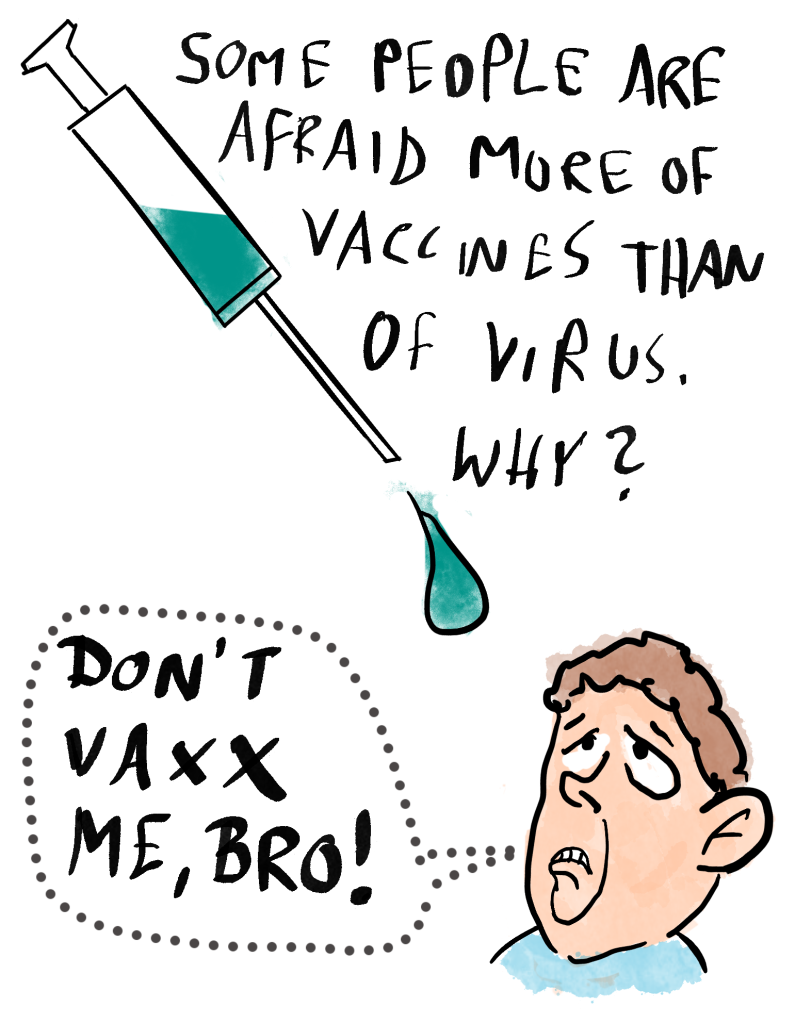 SOME PEOPLE ARE
AFRAID MORE OF
VACCINES THAN
OF VIRUS.
WHY?
DON'T
VAXX
ME, BRO!